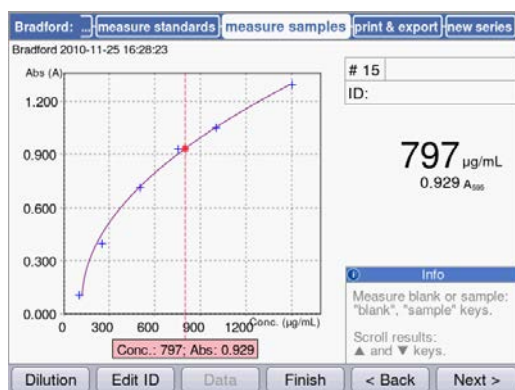 Bradford: ... measure standards measure samples print & export new series
Bradford 2010-11-25 16:28:23
Abs (A)
1.200
0.900
0.600
0.300
0.000
0 300 600 900 1200 Conc. (µg/mL)
Conc.: 797; Abs: 0.929
# 15
ID:
797 µg/mL
0.929 A595
Info
Measure blank or sample:
"blank", "sample" keys.
Scroll results:
▲ and ▼ keys.
Dilution Edit ID Data Finish < Back Next >